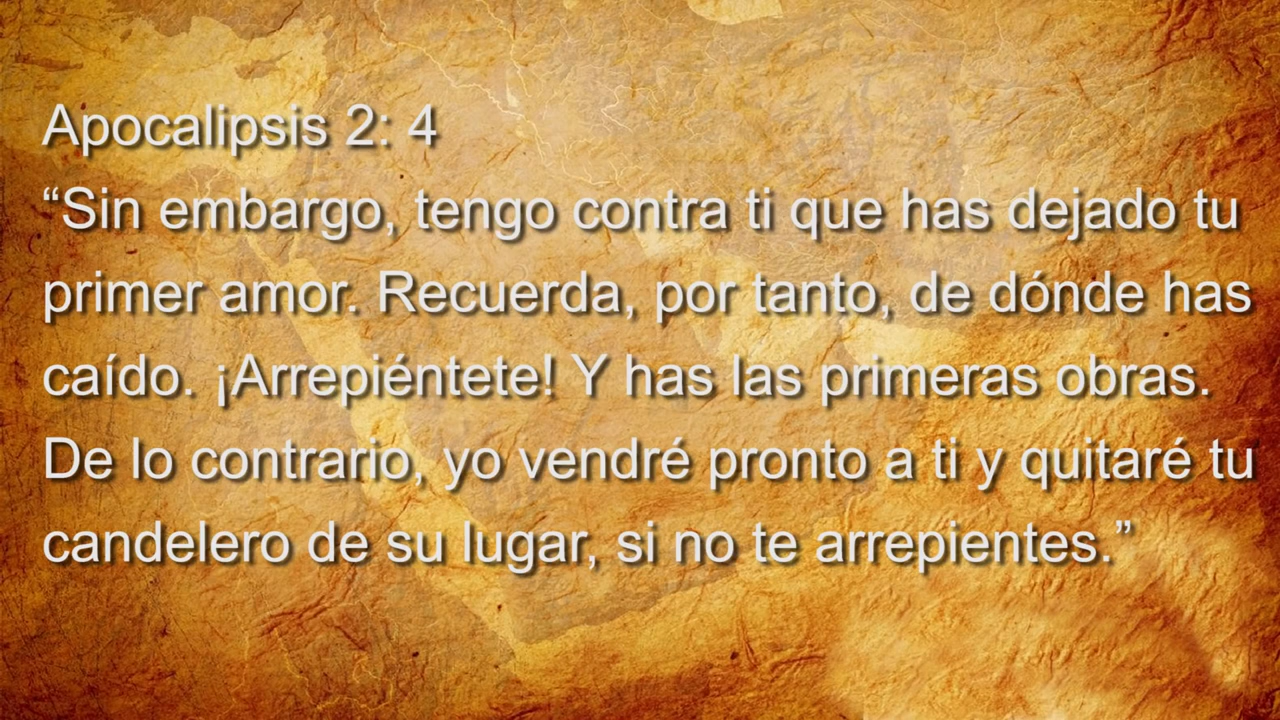 Apocalipsis 2: 4
“Sin embargo, tengo contra ti que has dejado tu
primer amor. Recuerda, por tanto, de dónde has
caído. ¡Arrepiéntete! Y has las primeras obras.
De lo contrario, yo vendré pronto a ti y quitaré tu
candelero de su lugar, si no te arrepientes.”